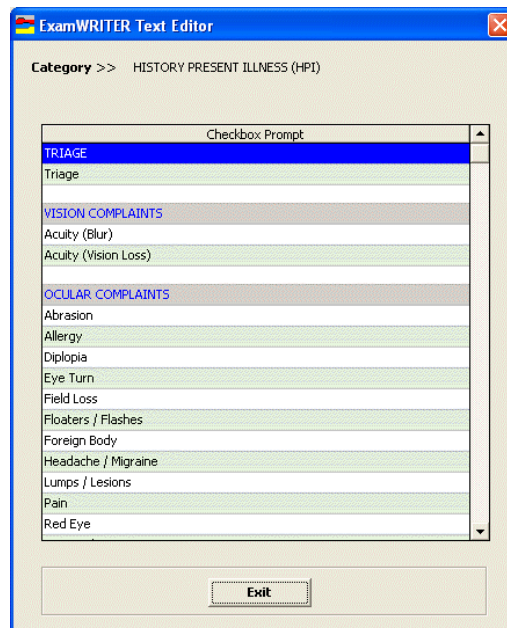 ExamWRITER Text Editor
Category >> HISTORY PRESENT ILLNESS (HPI)
Checkbox Prompt
TRIAGE
Triage
VISION COMPLAINTS
Acuity (Blur)
Acuity (Vision Loss)
OCULAR COMPLAINTS
Abrasion
Allergy
Diplopia
Eye Turn
Field Loss
Floaters / Flashes
Foreign Body
Headache / Migraine
Lumps / Lesions
Pain
Red Eye
Exit